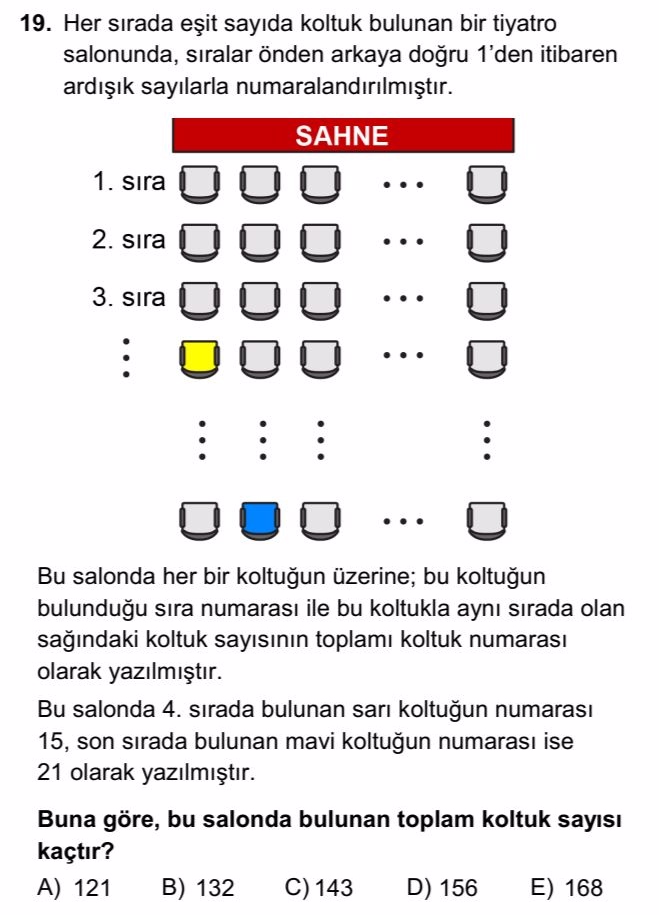 19. Her sırada eşit sayıda koltuk bulunan bir tiyatro
salonunda, sıralar önden arkaya doğru 1'den itibaren
ardışık sayılarla numaralandırılmıştır.
SAHNE
1. sıra
2. sıra
3. sıra
Bu salonda her bir koltuğun üzerine; bu koltuğun
bulunduğu sıra numarası ile bu koltukla aynı sırada olan
sağındaki koltuk sayısının toplamı koltuk numarası
olarak yazılmıştır.
Bu salonda 4. sırada bulunan sarı koltuğun numarası
15, son sırada bulunan mavi koltuğun numarası ise
21 olarak yazılmıştır.
Buna göre, bu salonda bulunan toplam koltuk sayısı
kaçtır?
A) 121 B) 132 C) 143 D) 156 E) 168